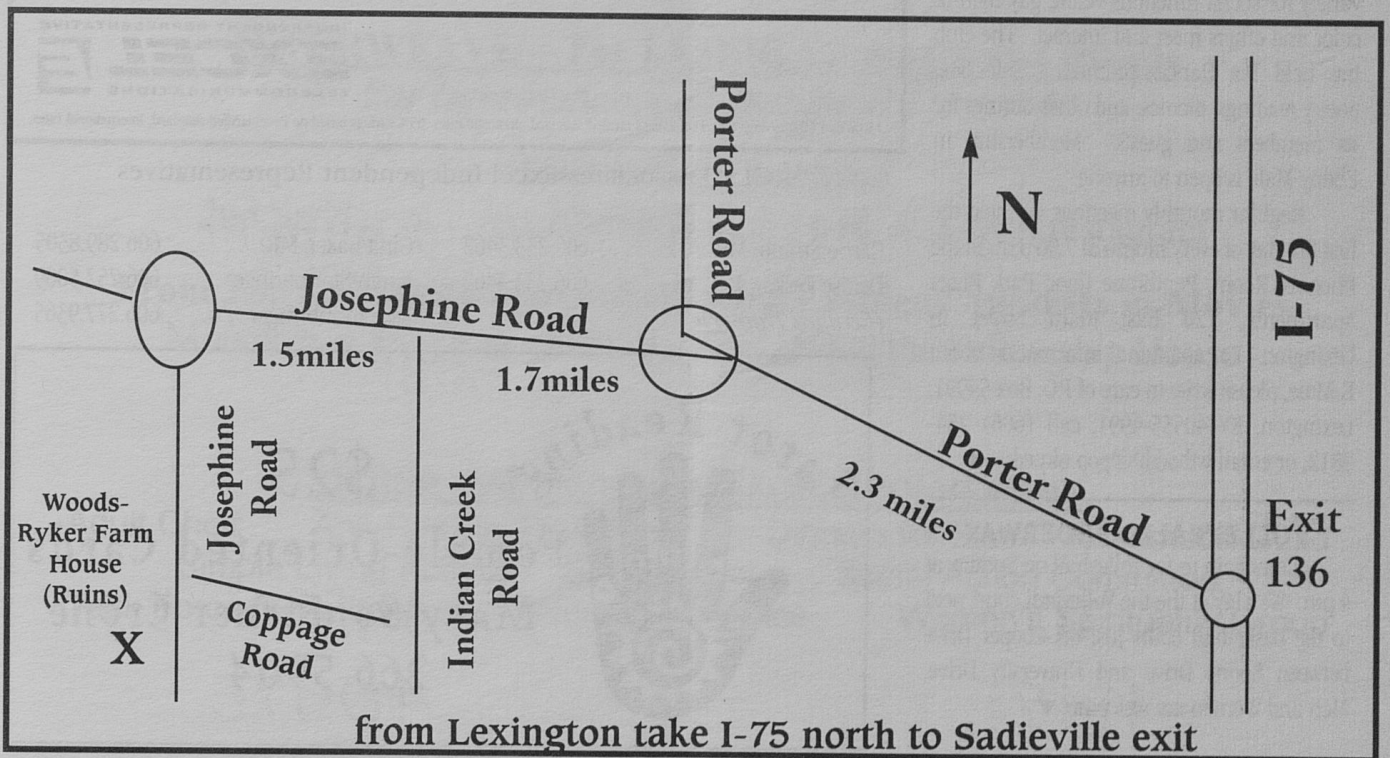 Porter Road
N
I-75
Josephine Road
1.5miles
1.7miles
Josephine
Road
Indian Creek
Road
Porter Road
2.3 miles
Exit
136
Woods-
Ryker Farm
House
(Ruins)
X
Coppage
Road
from Lexington take I-75 north to Sadieville exit